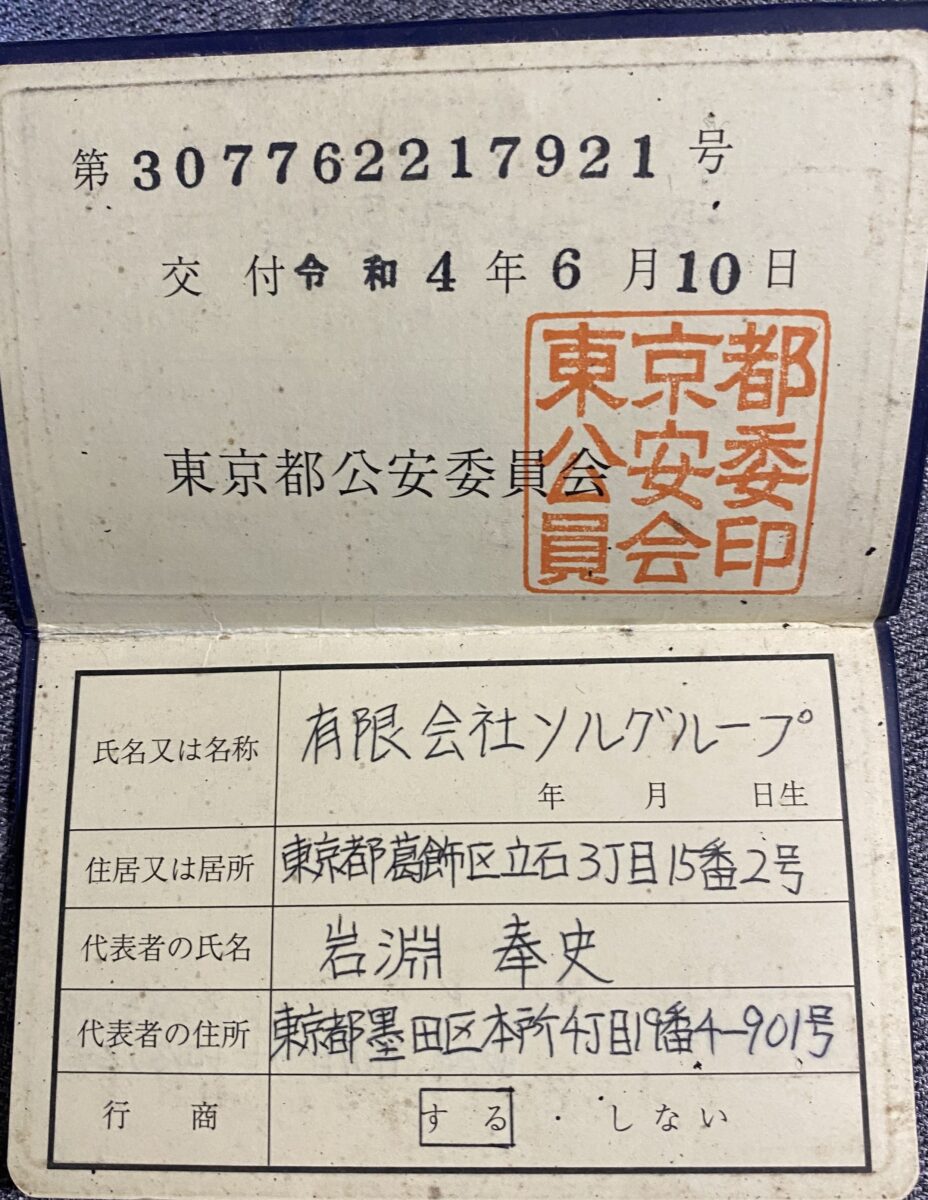 第307762217921号
交付令和4年6月10日
東京都公安委員会
東京都
公安委
員会印
氏名又は名称 有限会社ソルグループ
年 月 日生
住居又は居所 東京都葛飾区立石3丁目15番2号
代表者の氏名 岩淵 奉史
代表者の住所 東京都墨田区本所4丁目19番4-901号
行商 する・しない